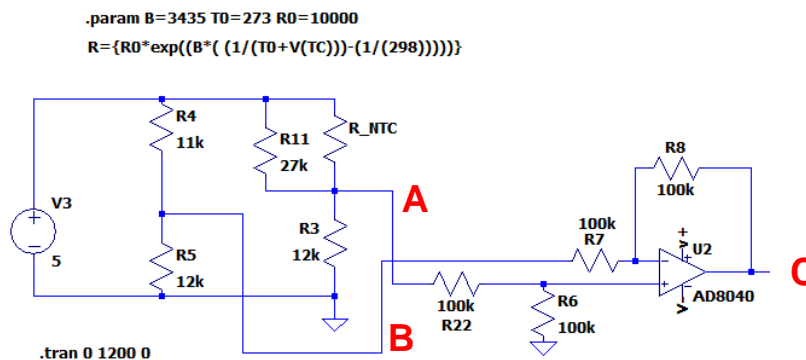 .param B=3435 T0=273 R0=10000
R={R0*exp((B*( (1/(T0+V(TC)))-(1/(298)))))}
R4
11k
R11
27k
R_NTC
R8
100k
A
V3
5
R5
12k
R3
12k
100k
R7
V+
U2
AD8040
V-
C
100k
R22
R6
100k
B
.tran 0 1200 0